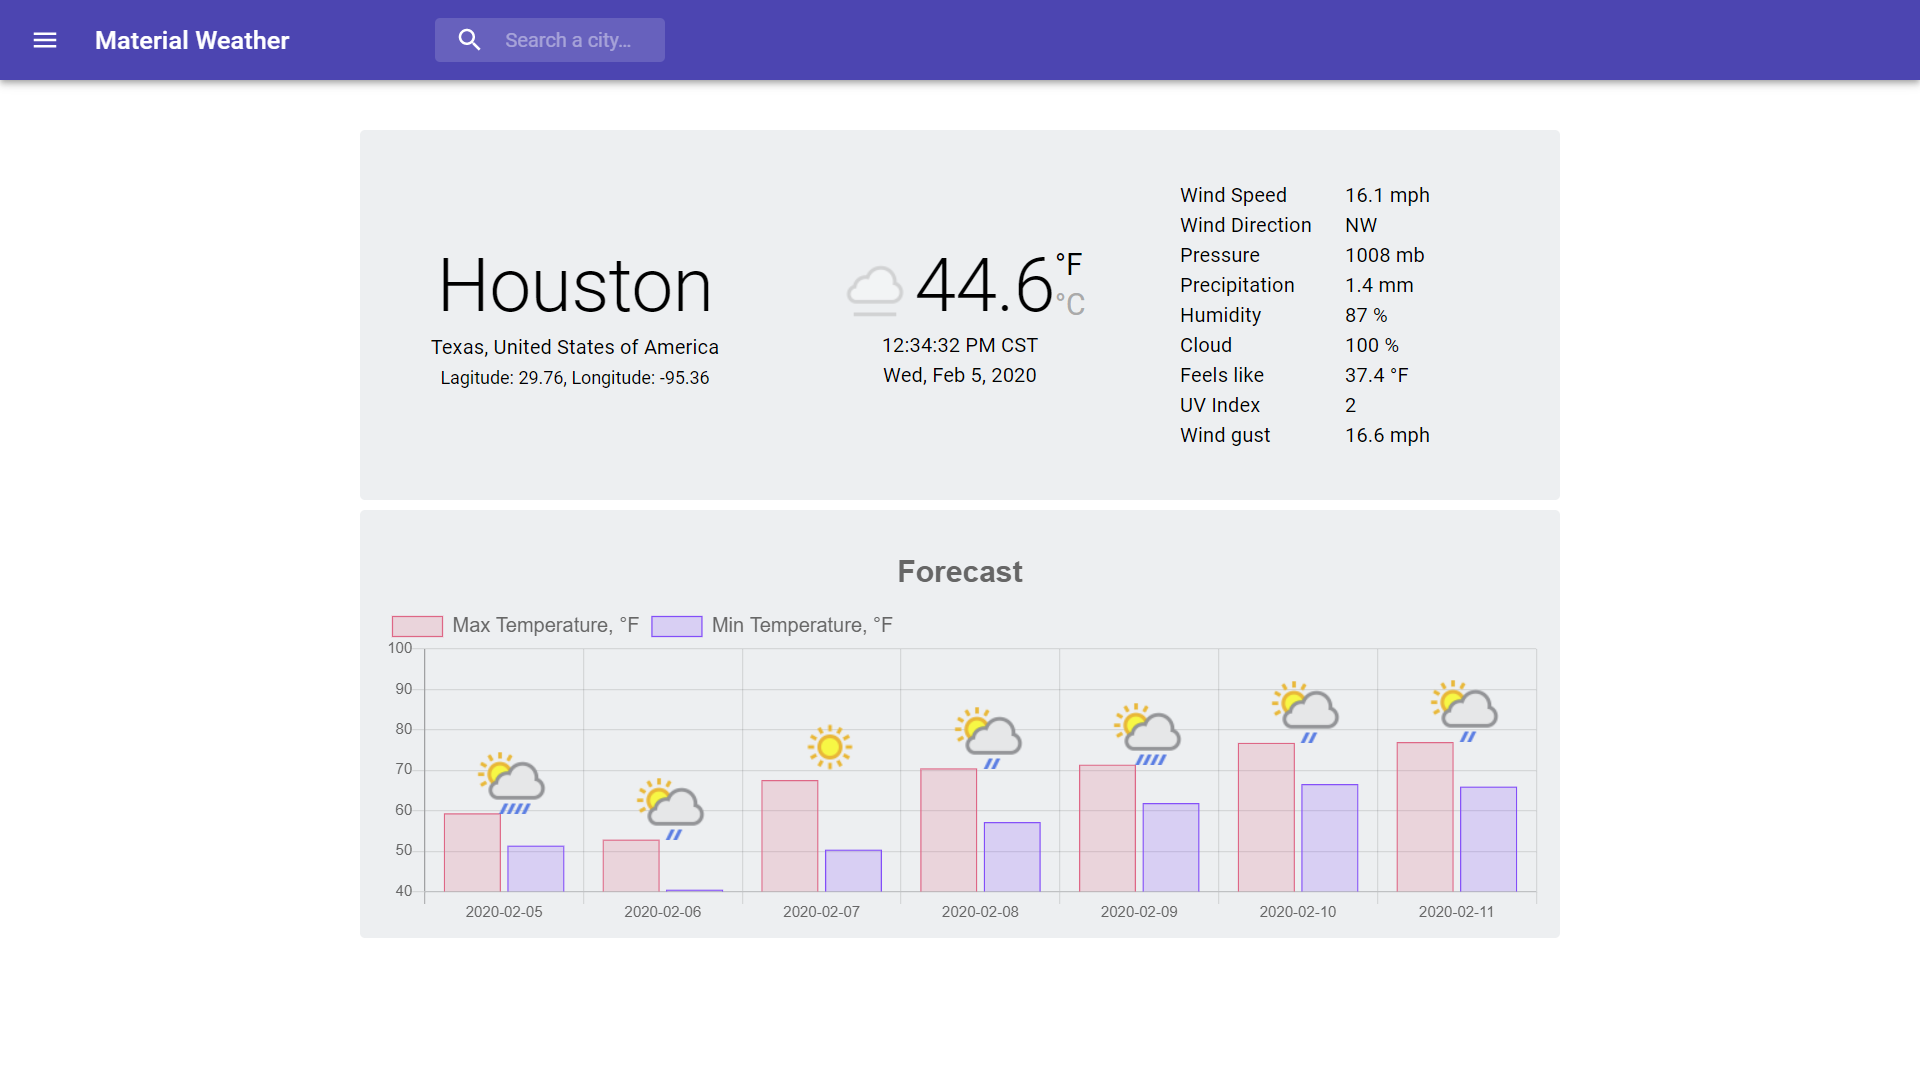 Material Weather
Search a city...
Houston
Texas, United States of America
Lagitude: 29.76, Longitude: -95.36
44.6 °F
°C
12:34:32 PM CST
Wed, Feb 5, 2020
Wind Speed 16.1 mph
Wind Direction NW
Pressure 1008 mb
Precipitation 1.4 mm
Humidity 87 %
Cloud 100 %
Feels like 37.4 °F
UV Index 2
Wind gust 16.6 mph
Forecast
Max Temperature, °F Min Temperature, °F
100
90
80
70
60
50
40
2020-02-05 2020-02-06 2020-02-07 2020-02-08 2020-02-09 2020-02-10 2020-02-11